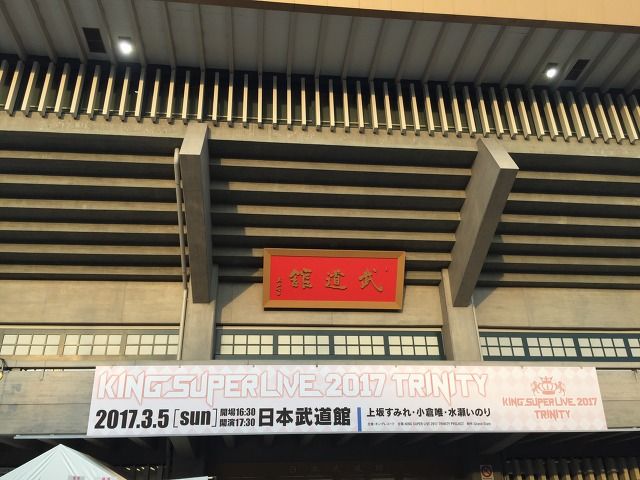 武道館
KING SUPER LIVE 2017 TRINITY
2017.3.5 [sun] 開場16:30 開演17:30 日本武道館
上坂すみれ・小倉唯・水瀬いのり
KING SUPER LIVE 2017
TRINITY